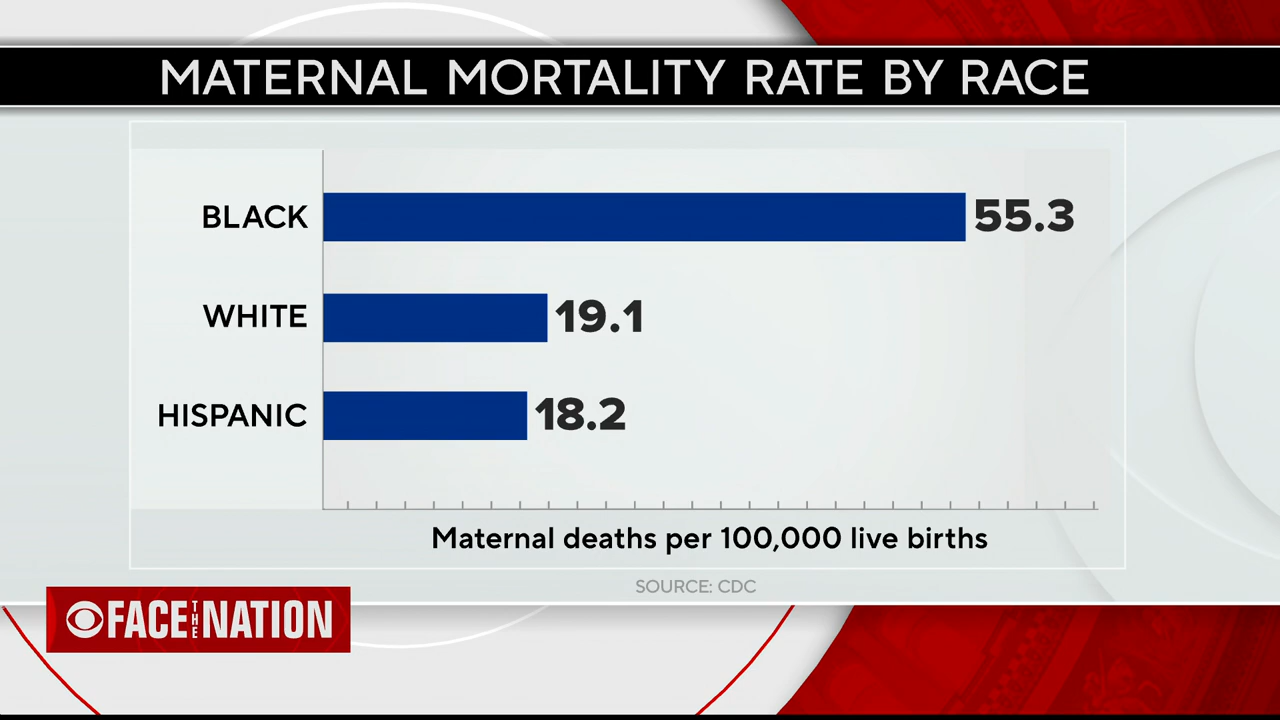 MATERNAL MORTALITY RATE BY RACE
BLACK 55.3
WHITE 19.1
HISPANIC 18.2
Maternal deaths per 100,000 live births
SOURCE: CDC
FACE THE NATION